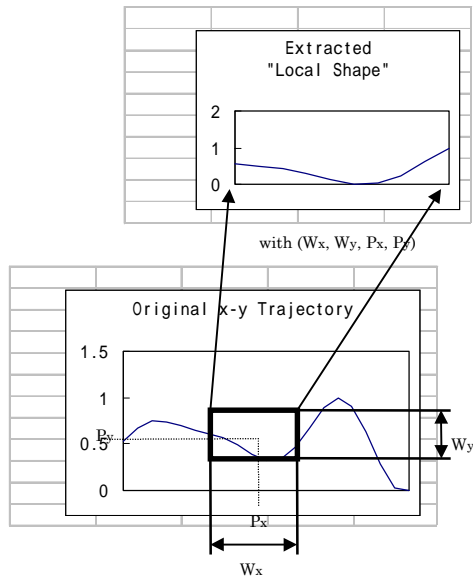 Extracted
"Local Shape"
2
1
0
with (Wx, Wy, Px, Py)
Original x-y Trajectory
1.5
1
Py
0.5
0
Wy
Px
Wx